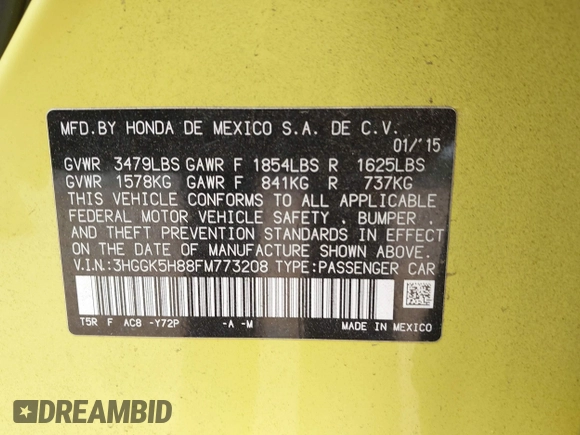 MFD.BY HONDA DE MEXICO S.A. DE C.V.
01/'15
GVWR 3479LBS GAWR F 1854LBS R 1625LBS
GVWR 1578KG GAWR F 841KG R 737KG
THIS VEHICLE CONFORMS TO ALL APPLICABLE
FEDERAL MOTOR VEHICLE SAFETY . BUMPER .
AND THEFT PREVENTION STANDARDS IN EFFECT
ON THE DATE OF MANUFACTURE SHOWN ABOVE.
V.I.N.:3HGGK5H88FM773208 TYPE:PASSENGER CAR
T5R F AC8 -Y72P -A -M MADE IN MEXICO
DREAMBID